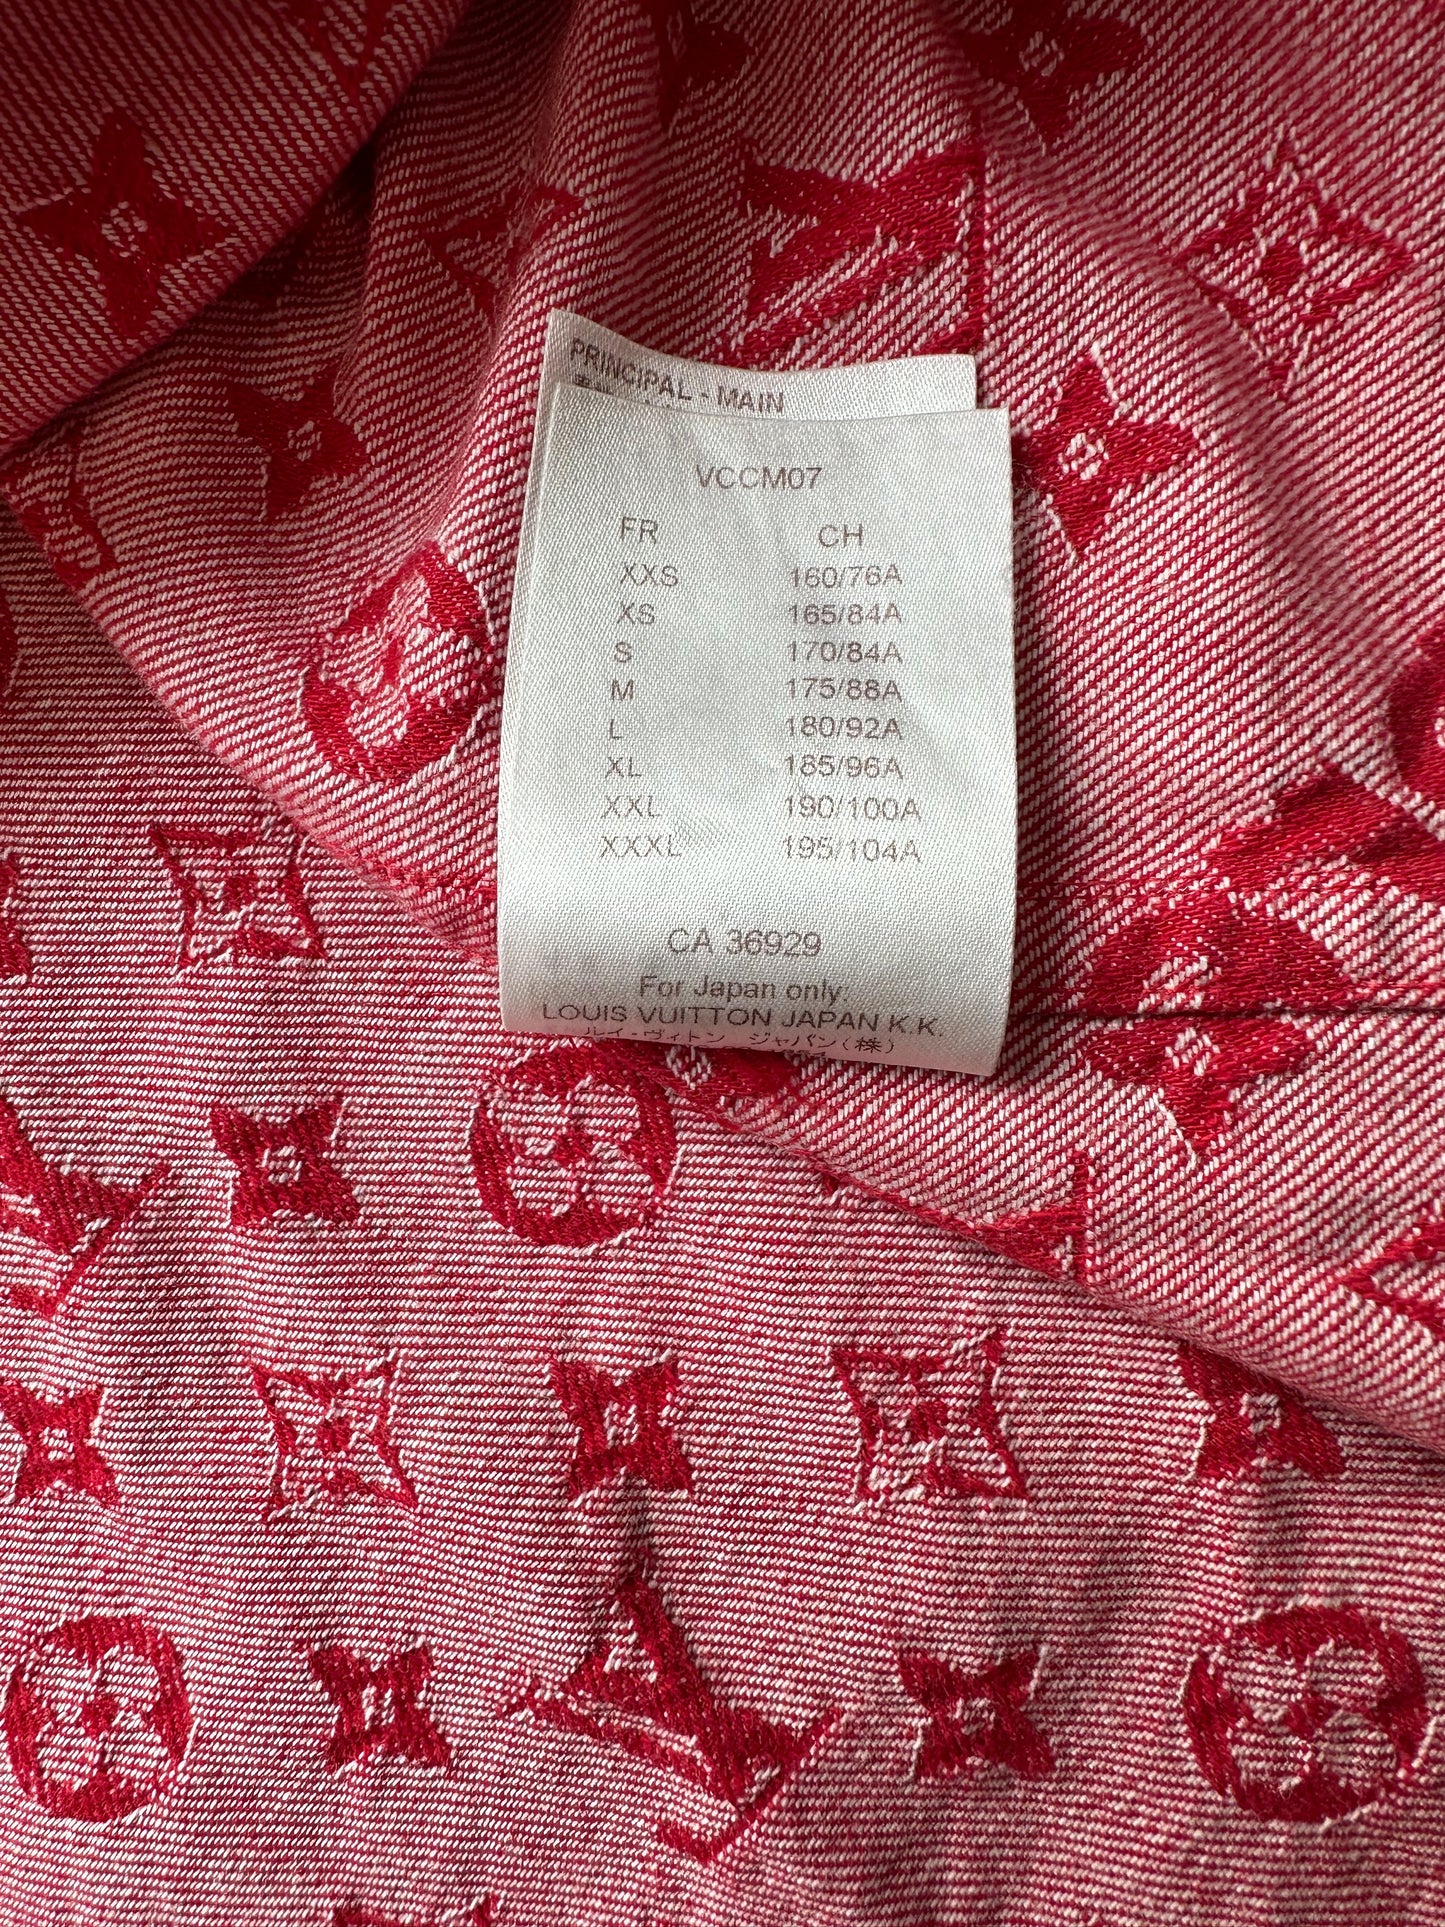 PRINCIPAL - MAIN
VCCM07
FR CH
XXS 160/76A
XS 165/84A
S 170/84A
M 175/88A
L 180/92A
XL 185/96A
XXL 190/100A
XXXL 195/104A
CA 36929
For Japan only:
LOUIS VUITTON JAPAN K.K.
ルイ・ヴィトン ジャパン(株)